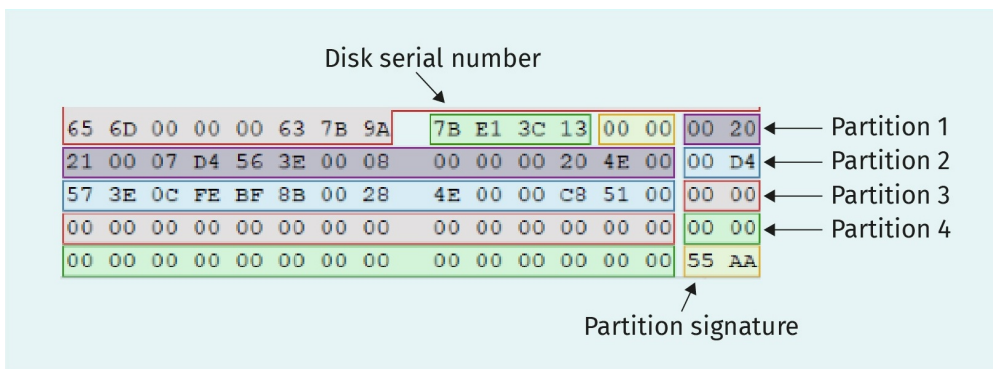 Disk serial number
65 6D 00 00 00 63 7B 9A 7B E1 3C 13 00 00 00 20 Partition 1
21 00 07 D4 56 3E 00 08 00 00 00 20 4E 00 00 D4 Partition 2
57 3E 0C FE BF 8B 00 28 4E 00 00 C8 51 00 00 00 Partition 3
00 00 00 00 00 00 00 00 00 00 00 00 00 00 00 00 Partition 4
00 00 00 00 00 00 00 00 00 00 00 00 00 00 55 AA
Partition signature